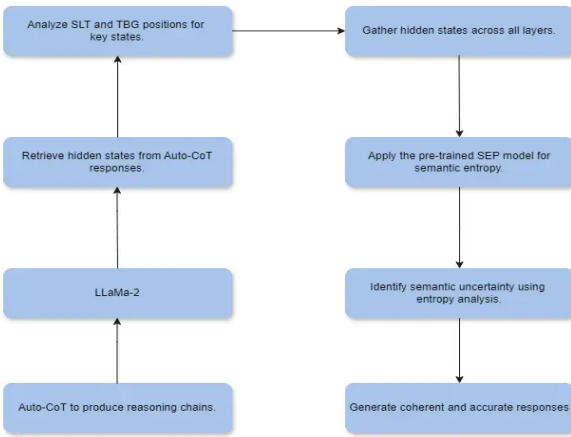 Analyze SLT and TBG positions for
key states.
Gather hidden states across all layers.
Retrieve hidden states from Auto-CoT
responses.
Apply the pre-trained SEP model for
semantic entropy.
LLaMa-2
Identify semantic uncertainty using
entropy analysis.
Auto-CoT to produce reasoning chains.
Generate coherent and accurate responses